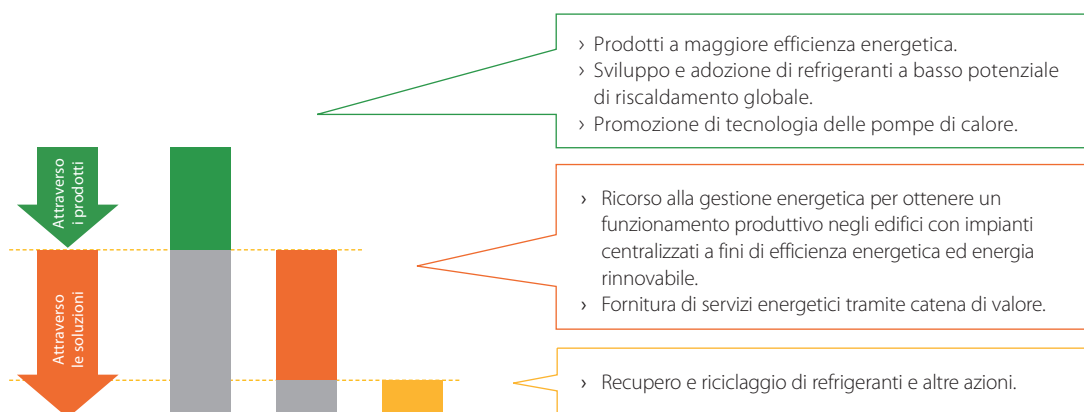 › Prodotti a maggiore efficienza energetica.
› Sviluppo e adozione di refrigeranti a basso potenziale
di riscaldamento globale.
› Promozione di tecnologia delle pompe di calore.
Attraverso
i prodotti
› Ricorso alla gestione energetica per ottenere un
funzionamento produttivo negli edifici con impianti
centralizzati a fini di efficienza energetica ed energia
rinnovabile.
› Fornitura di servizi energetici tramite catena di valore.
Attraverso
le soluzioni
› Recupero e riciclaggio di refrigeranti e altre azioni.